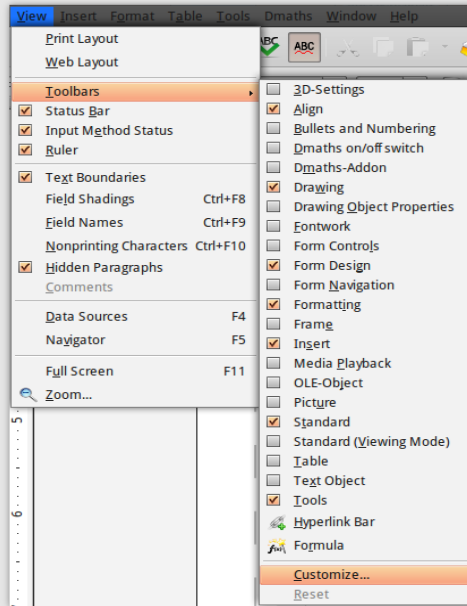 View Insert Format Table Tools Dmaths Window Help
ABC
ABC
Print Layout
Web Layout
Toolbars
Status Bar
Input Method Status
Ruler
Text Boundaries
Field Shadings Ctrl+F8
Field Names Ctrl+F9
Nonprinting Characters Ctrl+F10
Hidden Paragraphs
Comments
Data Sources F4
Navigator F5
Full Screen F11
Zoom...
3D-Settings
Align
Bullets and Numbering
Dmaths on/off switch
Dmaths-Addon
Drawing
Drawing Object Properties
Fontwork
Form Controls
Form Design
Form Navigation
Formatting
Frame
Insert
Media Playback
OLE-Object
Picture
Standard
Standard (Viewing Mode)
Table
Text Object
Tools
Hyperlink Bar
f(x) Formula
Customize...
Reset
5
6